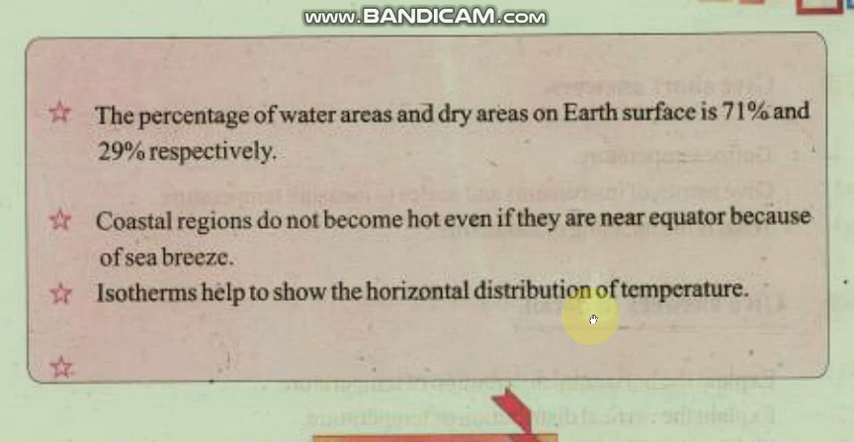 www.BANDICAM.com
The percentage of water areas and dry areas on Earth surface is 71% and
29% respectively.
Coastal regions do not become hot even if they are near equator because
of sea breeze.
Isotherms help to show the horizontal distribution of temperature.